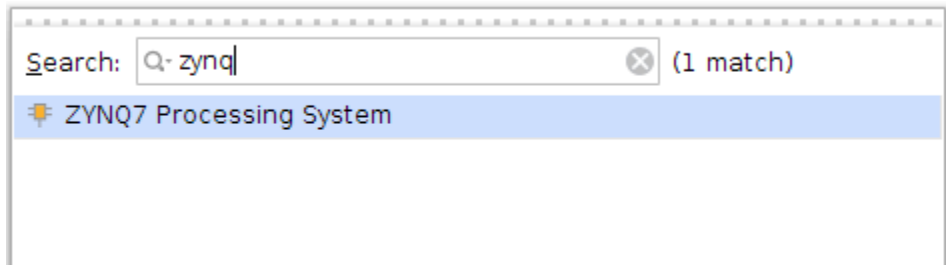 Search: zynq (1 match)
ZYNQ7 Processing System